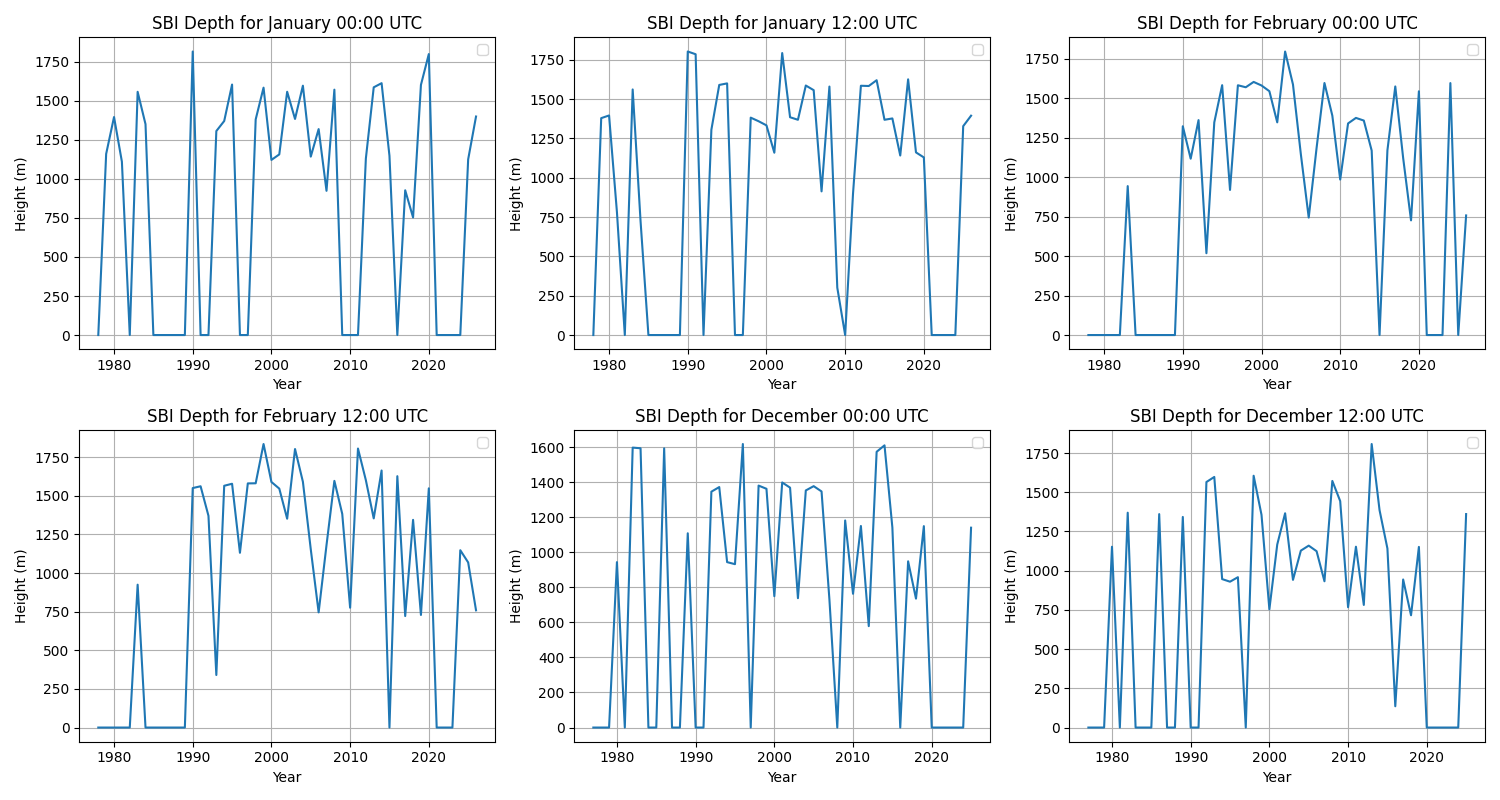 SBI Depth for January 00:00 UTC
Height (m)
1750
1500
1250
1000
750
500
250
0
1980 1990 2000 2010 2020
Year
SBI Depth for January 12:00 UTC
Height (m)
1750
1500
1250
1000
750
500
250
0
1980 1990 2000 2010 2020
Year
SBI Depth for February 00:00 UTC
Height (m)
1750
1500
1250
1000
750
500
250
0
1980 1990 2000 2010 2020
Year
SBI Depth for February 12:00 UTC
Height (m)
1750
1500
1250
1000
750
500
250
0
1980 1990 2000 2010 2020
Year
SBI Depth for December 00:00 UTC
Height (m)
1600
1400
1200
1000
800
600
400
200
0
1980 1990 2000 2010 2020
Year
SBI Depth for December 12:00 UTC
Height (m)
1750
1500
1250
1000
750
500
250
0
1980 1990 2000 2010 2020
Year